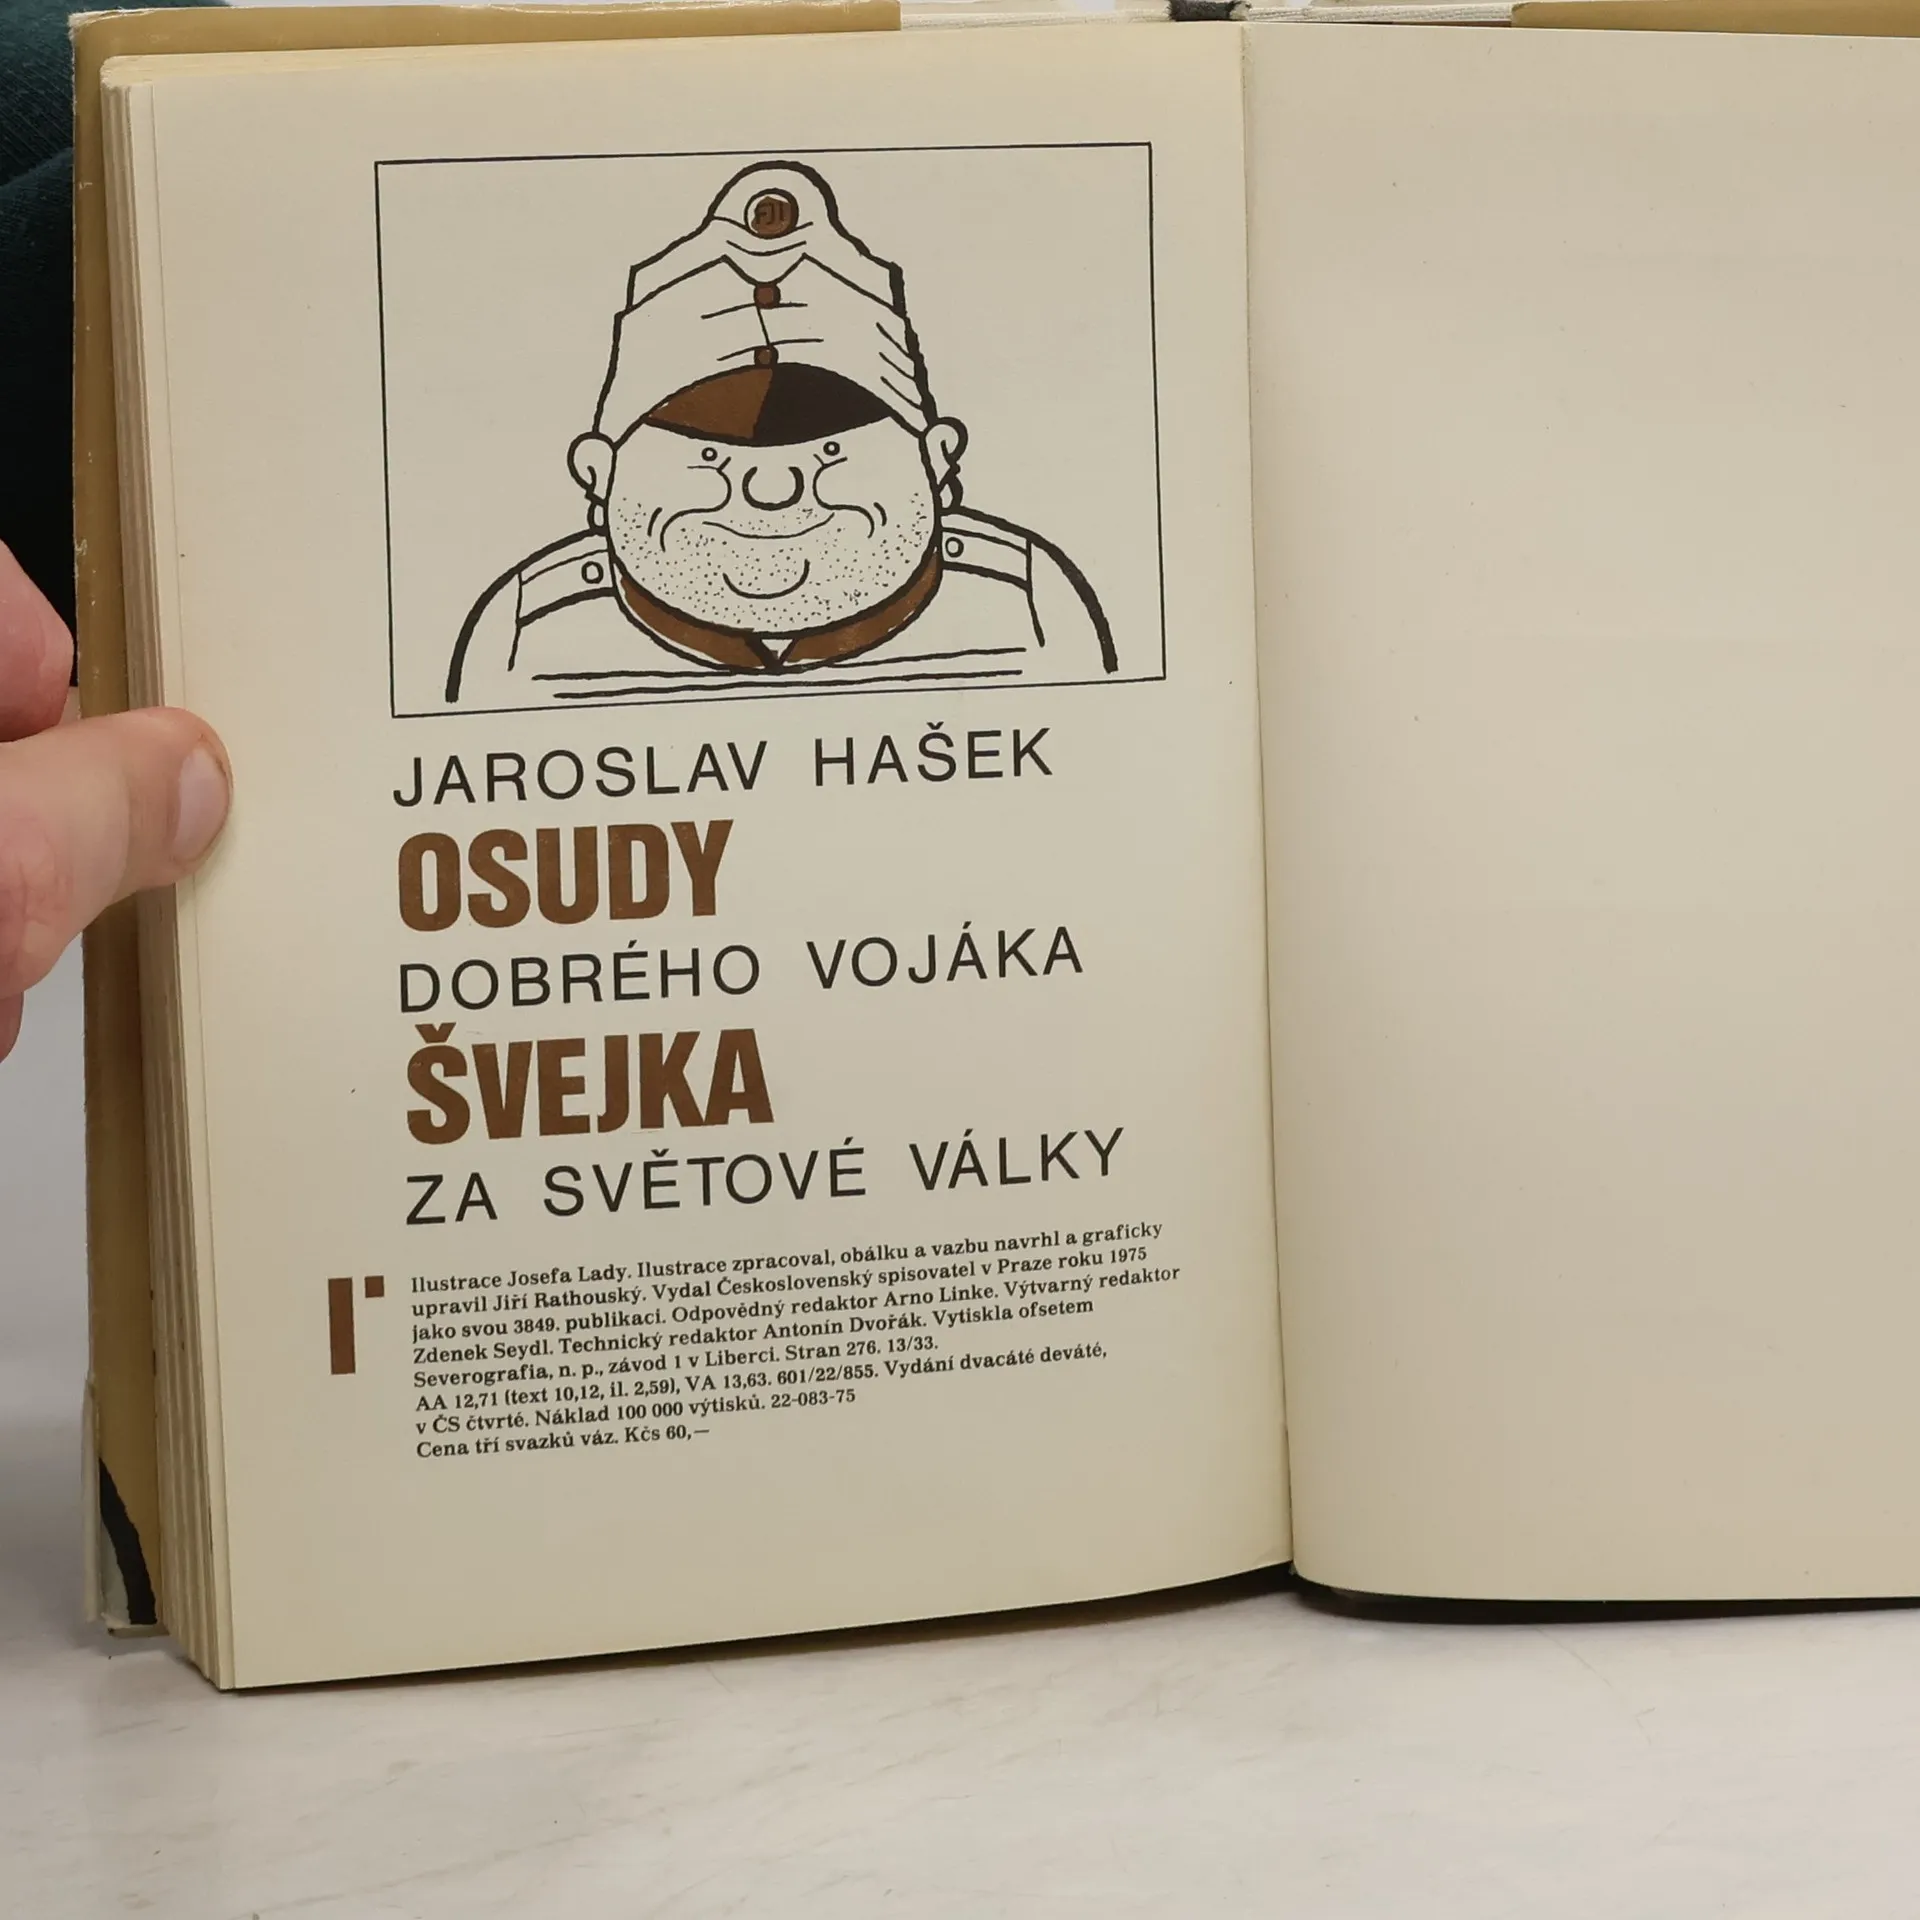 FJI
JAROSLAV HAŠEK
OSUDY
DOBRÉHO VOJÁKA
ŠVEJKA
ZA SVĚTOVÉ VÁLKY
Ilustrace Josefa Lady. Ilustrace zpracoval, obálku a vazbu navrhl a graficky
upravil Jiří Rathouský. Vydal Československý spisovatel v Praze roku 1975
jako svou 3849. publikaci. Odpovědný redaktor Arno Linke. Výtvarný redaktor
Zdenek Seydl. Technický redaktor Antonín Dvořák. Vytiskla ofsetem
Severografia, n. p., závod 1 v Liberci. Stran 276. 13/33.
AA 12,71 (text 10,12, il. 2,59), VA 13,63. 601/22/855. Vydání dvacáté deváté,
v ČS čtvrté. Náklad 100 000 výtisků. 22-083-75
Cena tří svazků váz. Kčs 60,—